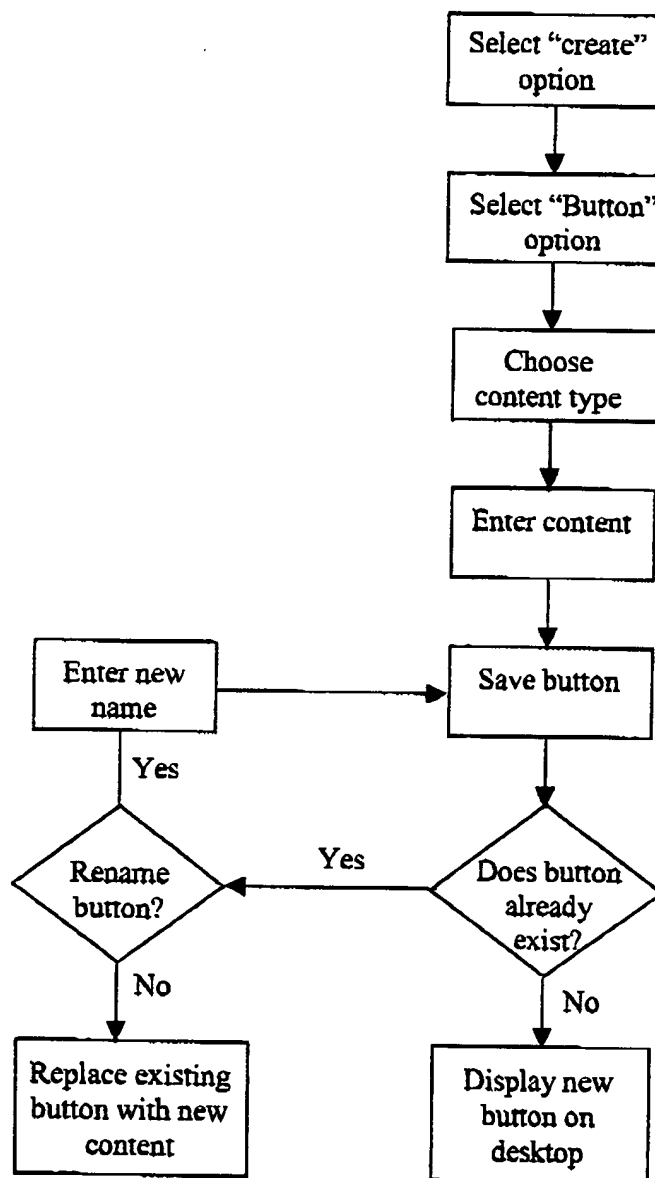 Select “create”
option
Select “Button”
option
Choose
content type
Enter content
Save button
Enter new
name
Yes
Does button
already
exist?
Yes
Rename
button?
No
No
Replace existing
button with new
content
Display new
button on
desktop